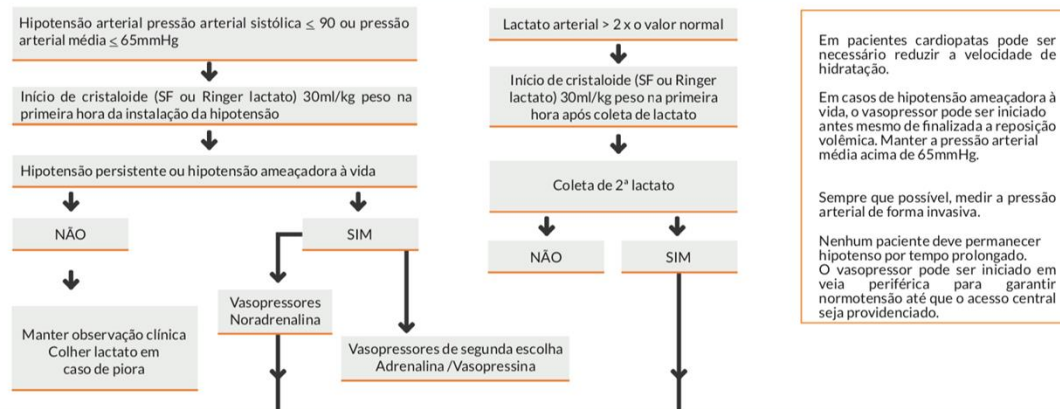 Hipotensão arterial pressão arterial sistólica ≤ 90 ou pressão
arterial média ≤ 65mmHg
Início de cristaloide (SF ou Ringer lactato) 30ml/kg peso na
primeira hora da instalação da hipotensão
Hipotensão persistente ou hipotensão ameaçadora à vida
NÃO
SIM
Manter observação clínica
Colher lactato em
caso de piora
Vasopressores
Noradrenalina
Vasopressores de segunda escolha
Adrenalina /Vasopressina
Lactato arterial > 2 x o valor normal
Início de cristaloide (SF ou Ringer
lactato) 30ml/kg peso na primeira
hora após coleta de lactato
Coleta de 2ª lactato
NÃO
SIM
Em pacientes cardiopatas pode ser
necessário reduzir a velocidade de
hidratação.
Em casos de hipotensão ameaçadora à
vida, o vasopressor pode ser iniciado
antes mesmo de finalizada a reposição
volêmica. Manter a pressão arterial
média acima de 65mmHg.
Sempre que possível, medir a pressão
arterial de forma invasiva.
Nenhum paciente deve permanecer
hipotenso por tempo prolongado.
O vasopressor pode ser iniciado em
veia periférica para garantir
normotensão até que o acesso central
seja providenciado.